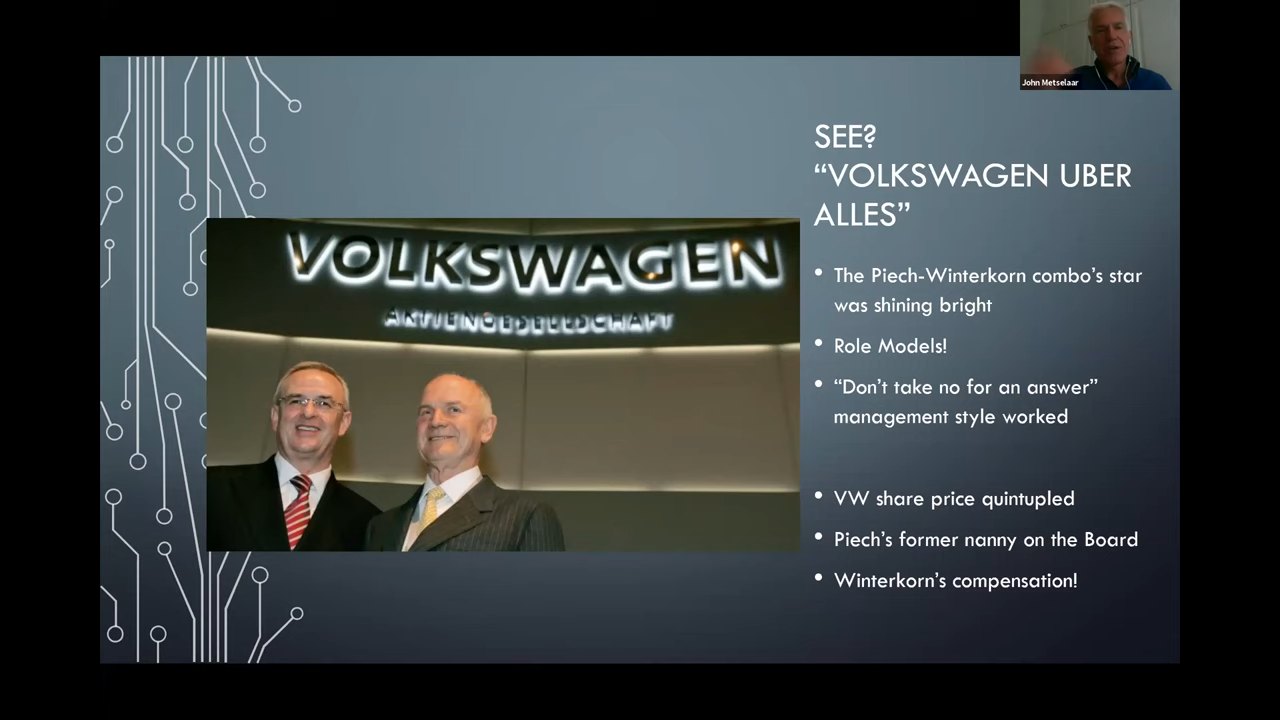 John Metselaar
SEE?
“VOLKSWAGEN UBER
ALLES”
VOLKSWAGEN
AKTIENGESELLSCHAFT
• The Piech-Winterkorn combo’s star
was shining bright
• Role Models!
• “Don’t take no for an answer”
management style worked
• VW share price quintupled
• Piech’s former nanny on the Board
• Winterkorn’s compensation!